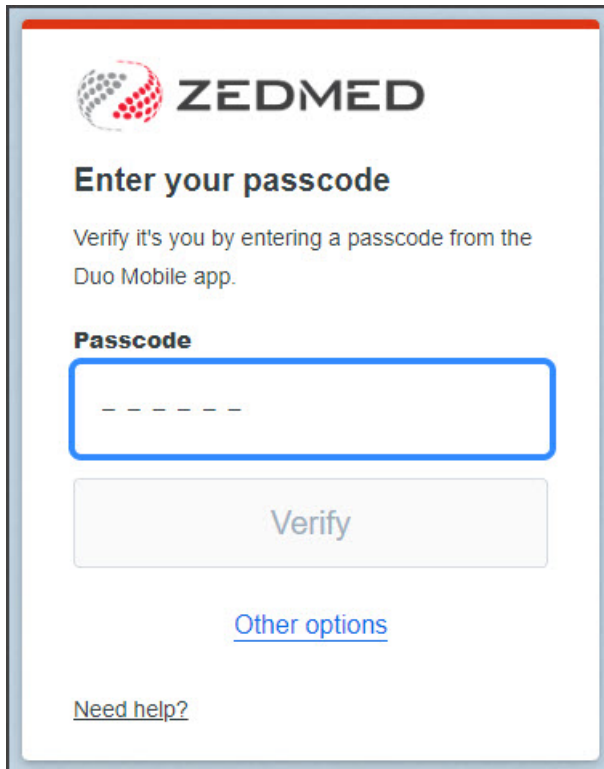 ZEDMED
Enter your passcode
Verify it's you by entering a passcode from the
Duo Mobile app.
Passcode
– – – – – –
Verify
Other options
Need help?